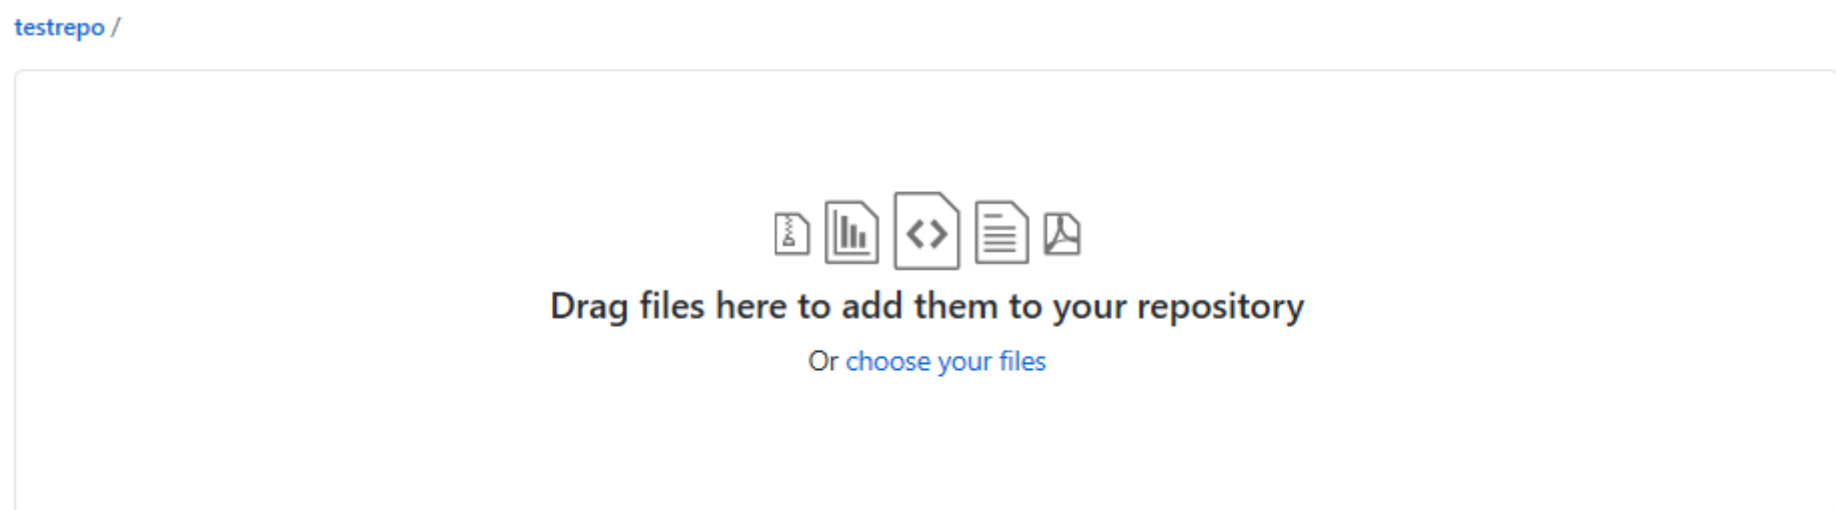 testrepo /
Drag files here to add them to your repository
Or choose your files